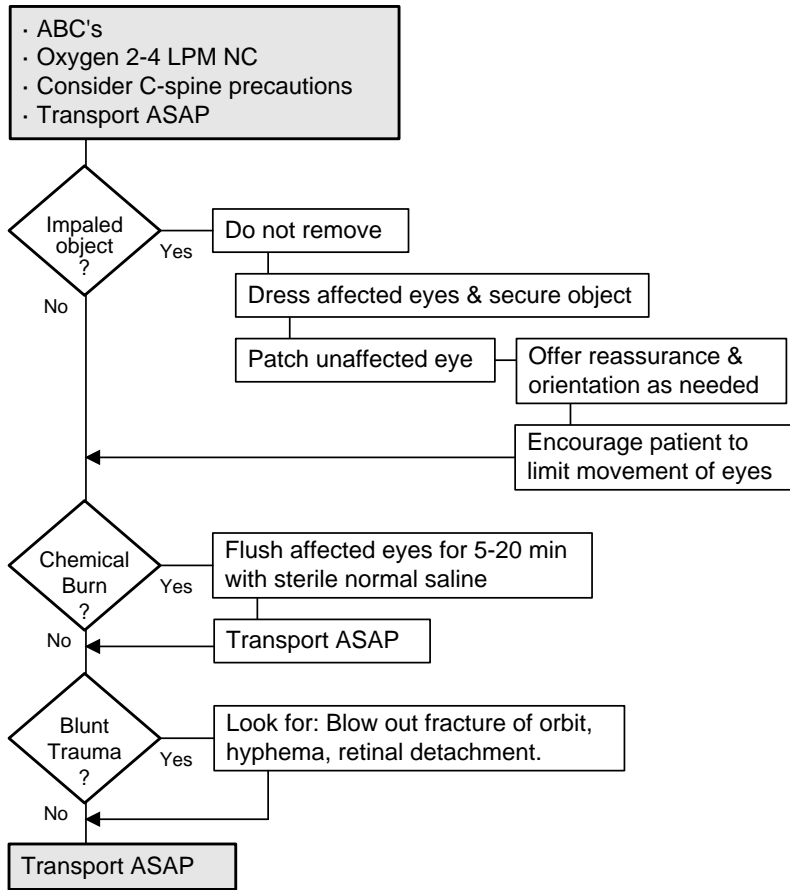 · ABC's
· Oxygen 2-4 LPM NC
· Consider C-spine precautions
· Transport ASAP
Impaled
object
?
Yes
No
Do not remove
Dress affected eyes & secure object
Patch unaffected eye
Offer reassurance &
orientation as needed
Encourage patient to
limit movement of eyes
Chemical
Burn
?
Yes
No
Flush affected eyes for 5-20 min
with sterile normal saline
Transport ASAP
Blunt
Trauma
?
Yes
No
Look for: Blow out fracture of orbit,
hyphema, retinal detachment.
Transport ASAP